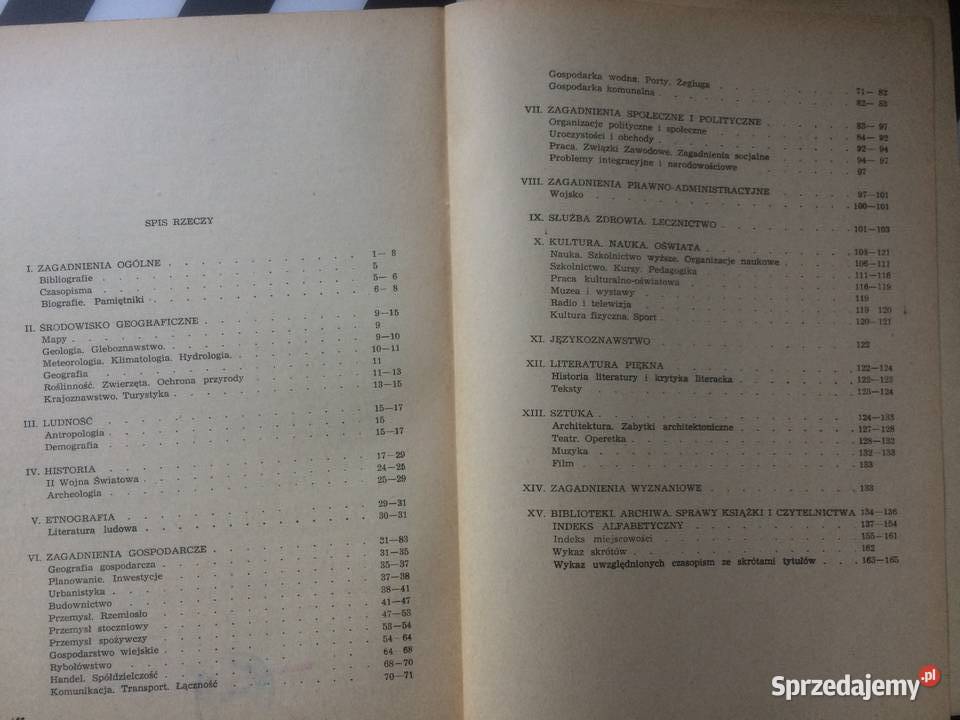 SPIS RZECZY
I. ZAGADNIENIA OGÓLNE . . . . . . . . . 1— 8
Bibliografie . . . . . . . . . 5
Czasopisma . . . . . . . . . 5— 6
Biografie. Pamiętniki . . . . . . . . . 6— 8
II. ŚRODOWISKO GEOGRAFICZNE . . . . . . . . . 9—15
Mapy . . . . . . . . . 9
Geologia. Gleboznawstwo. . . . . . . . . 9—10
Meteorologia. Klimatologia. Hydrologia. . . . . . . . 10—11
Geografia . . . . . . . . . 11
Roślinność. Zwierzęta. Ochrona przyrody . . . . . . . 11—13
Krajoznawstwo. Turystyka . . . . . . . . . 13—15
III. LUDNOŚĆ . . . . . . . . . 15—17
Antropologia . . . . . . . . . 15
Demografia . . . . . . . . . 15—17
IV. HISTORIA . . . . . . . . . 17—29
II Wojna Światowa . . . . . . . . . 24—25
Archeologia . . . . . . . . . 25—29
V. ETNOGRAFIA . . . . . . . . . 29—31
Literatura ludowa . . . . . . . . . 30—31
VI. ZAGADNIENIA GOSPODARCZE . . . . . . . . . 31—83
Geografia gospodarcza . . . . . . . . . 31—35
Planowanie. Inwestycje . . . . . . . . . 35—37
Urbanistyka . . . . . . . . . 37—38
Budownictwo . . . . . . . . . 38—41
Przemysł. Rzemiosło . . . . . . . . . 41—47
Przemysł stoczniowy . . . . . . . . . 47—53
Przemysł spożywczy . . . . . . . . . 53—54
Gospodarstwo wiejskie . . . . . . . . . 54—64
Rybołówstwo . . . . . . . . . 64—68
Handel. Spółdzielczość . . . . . . . . . 68—70
Komunikacja. Transport. Łączność . . . . . . . . . 70—71
Gospodarka wodna. Porty. Żegluga . . . . . . . 71— 82
Gospodarka komunalna . . . . . . . . . 82— 83
VII. ZAGADNIENIA SPOŁECZNE I POLITYCZNE . . . . . . 83— 97
Organizacje polityczne i społeczne . . . . . . . 84— 92
Uroczystości i obchody . . . . . . . . . 92— 94
Praca. Związki Zawodowe. Zagadnienia socjalne . . . . . 94— 97
Problemy integracyjne i narodowościowe . . . . . . 97
VIII. ZAGADNIENIA PRAWNO-ADMINISTRACYJNE . . . . . 97—101
Wojsko . . . . . . . . . 100—101
IX. SŁUŻBA ZDROWIA. LECZNICTWO . . . . . . . 101—103
X. KULTURA. NAUKA. OŚWIATA . . . . . . . 103—121
Nauka. Szkolnictwo wyższe. Organizacje naukowe . . . . . 106—111
Szkolnictwo. Kursy. Pedagogika . . . . . . . 111—116
Praca kulturalno-oświatowa . . . . . . . 116—119
Muzea i wystawy . . . . . . . . . 119
Radio i telewizja . . . . . . . . . 119 120
Kultura fizyczna. Sport . . . . . . . . . 120—121
XI. JĘZYKOZNAWSTWO . . . . . . . . . 122
XII. LITERATURA PIĘKNA . . . . . . . . . 122—124
Historia literatury i krytyka literacka . . . . . . . 122—123
Teksty . . . . . . . . . 123—124
XIII. SZTUKA . . . . . . . . . 124—133
Architektura. Zabytki architektoniczne . . . . . . . 127—128
Teatr. Operetka . . . . . . . . . 128—132
Muzyka . . . . . . . . . 132—133
Film . . . . . . . . . 133
XIV. ZAGADNIENIA WYZNANIOWE . . . . . . . 133
XV. BIBLIOTEKI. ARCHIWA. SPRAWY KSIĄŻKI I CZYTELNICTWA 134—136
INDEKS ALFABETYCZNY . . . . . . . . . 137—154
Indeks miejscowości . . . . . . . . . 155—161
Wykaz skrótów . . . . . . . . . 162
Wykaz uwzględnionych czasopism ze skrótami tytułów . . . . 163—165
Sprzedajemy.pl